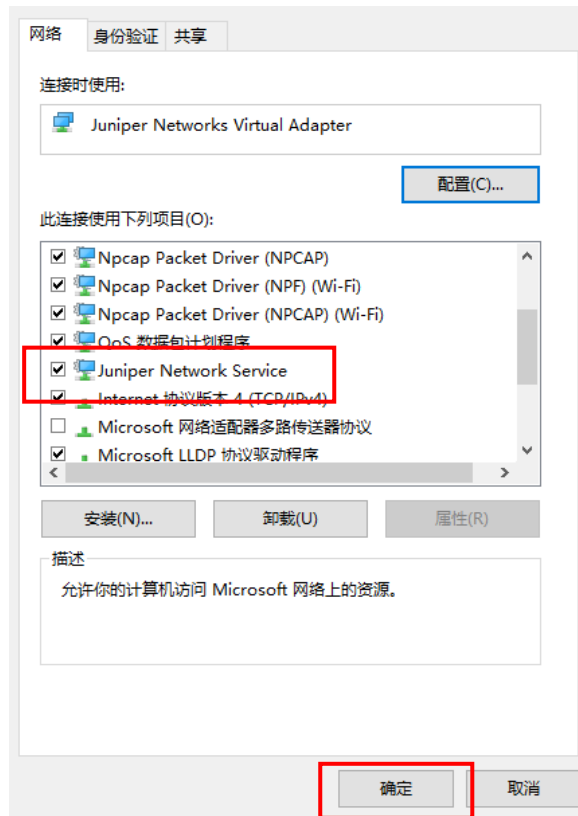 网络 身份验证 共享
连接时使用:
Juniper Networks Virtual Adapter
配置(C)...
此连接使用下列项目(O):
Npcap Packet Driver (NPCAP)
Npcap Packet Driver (NPF) (Wi-Fi)
Npcap Packet Driver (NPCAP) (Wi-Fi)
QoS 数据包计划程序
Juniper Network Service
Internet 协议版本 4 (TCP/IPv4)
Microsoft 网络适配器多路传送器协议
Microsoft LLDP 协议驱动程序
安装(N)... 卸载(U) 属性(R)
描述
允许你的计算机访问 Microsoft 网络上的资源。
确定 取消